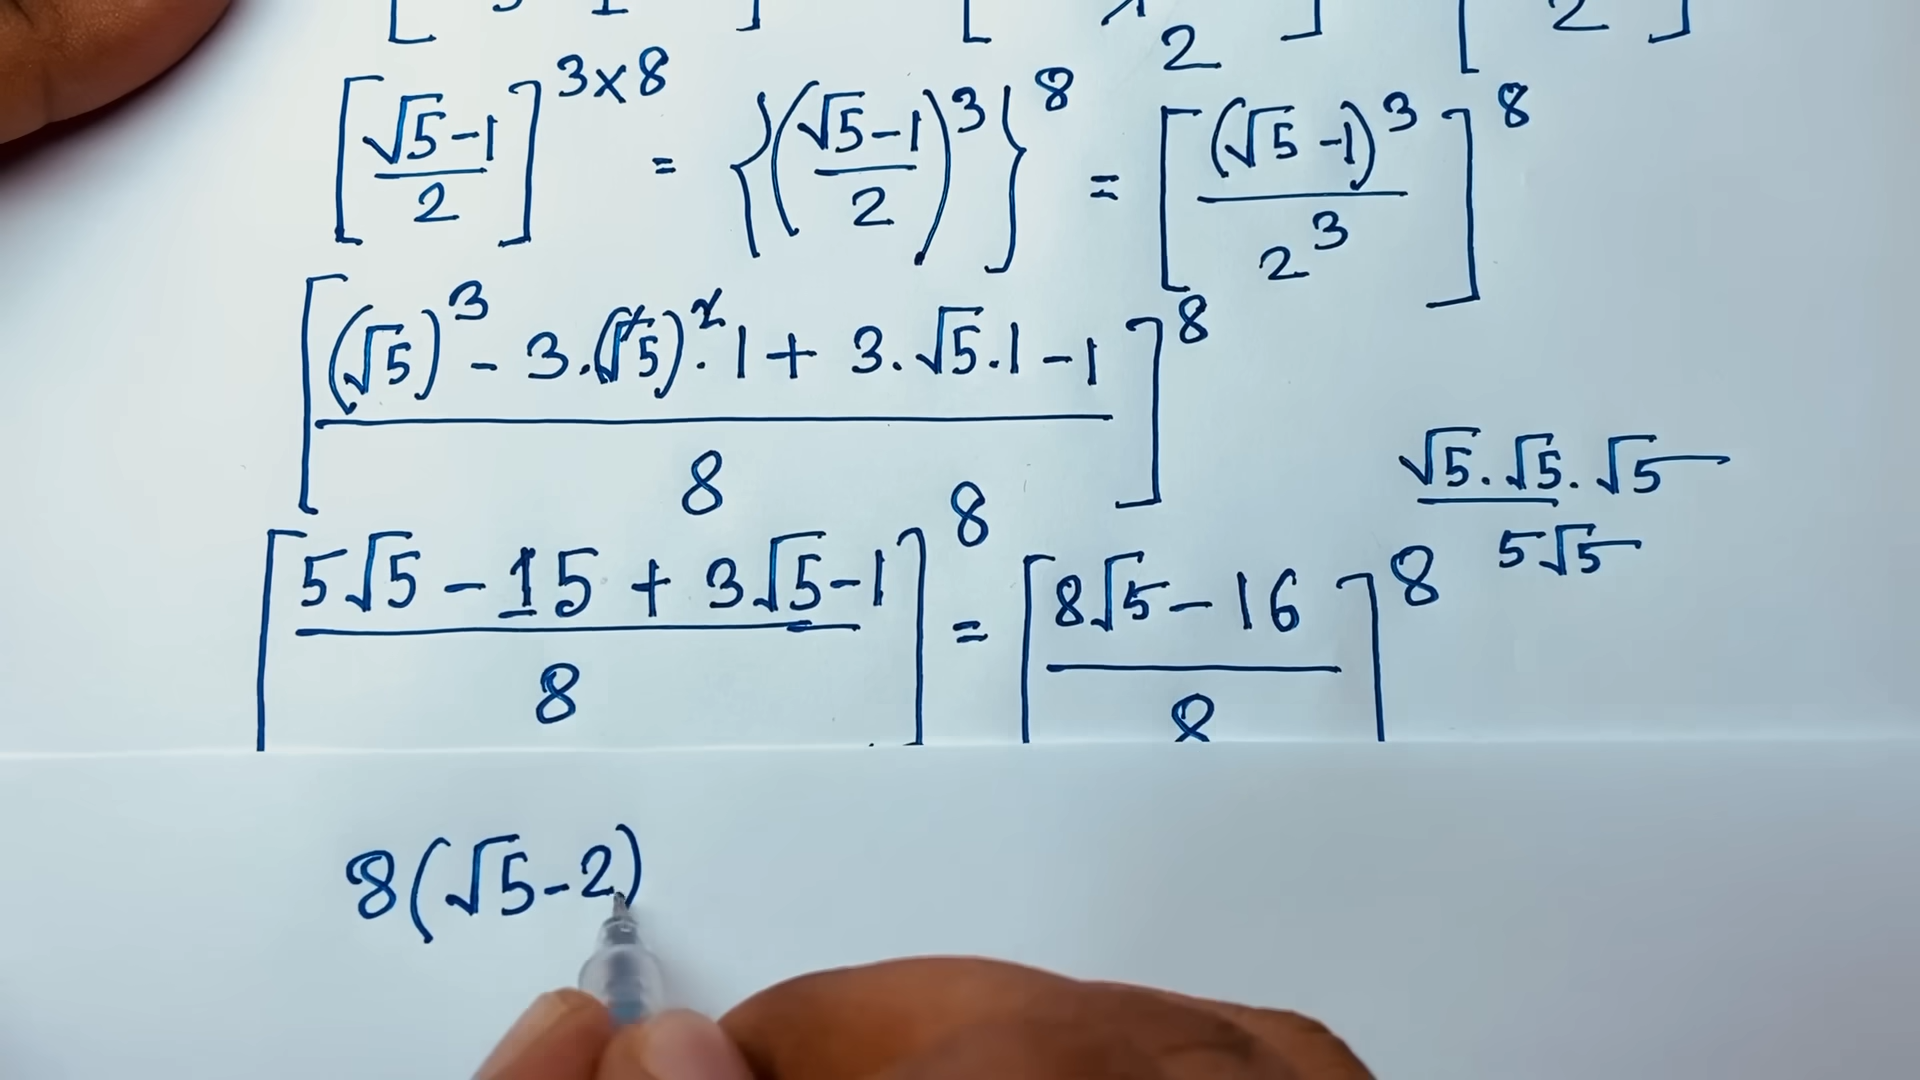 2 2
[(√5-1)/2]^(3×8) = {((√5-1)/2)^3}^8 = [(√5-1)^3/2^3]^8
[((√5)^3 - 3.(√5)^2.1 + 3.√5.1 - 1)/8]^8
√5.√5.√5
5√5
[(5√5 - 15 + 3√5 - 1)/8]^8 = [(8√5 - 16)/8]^8
8(√5-2)